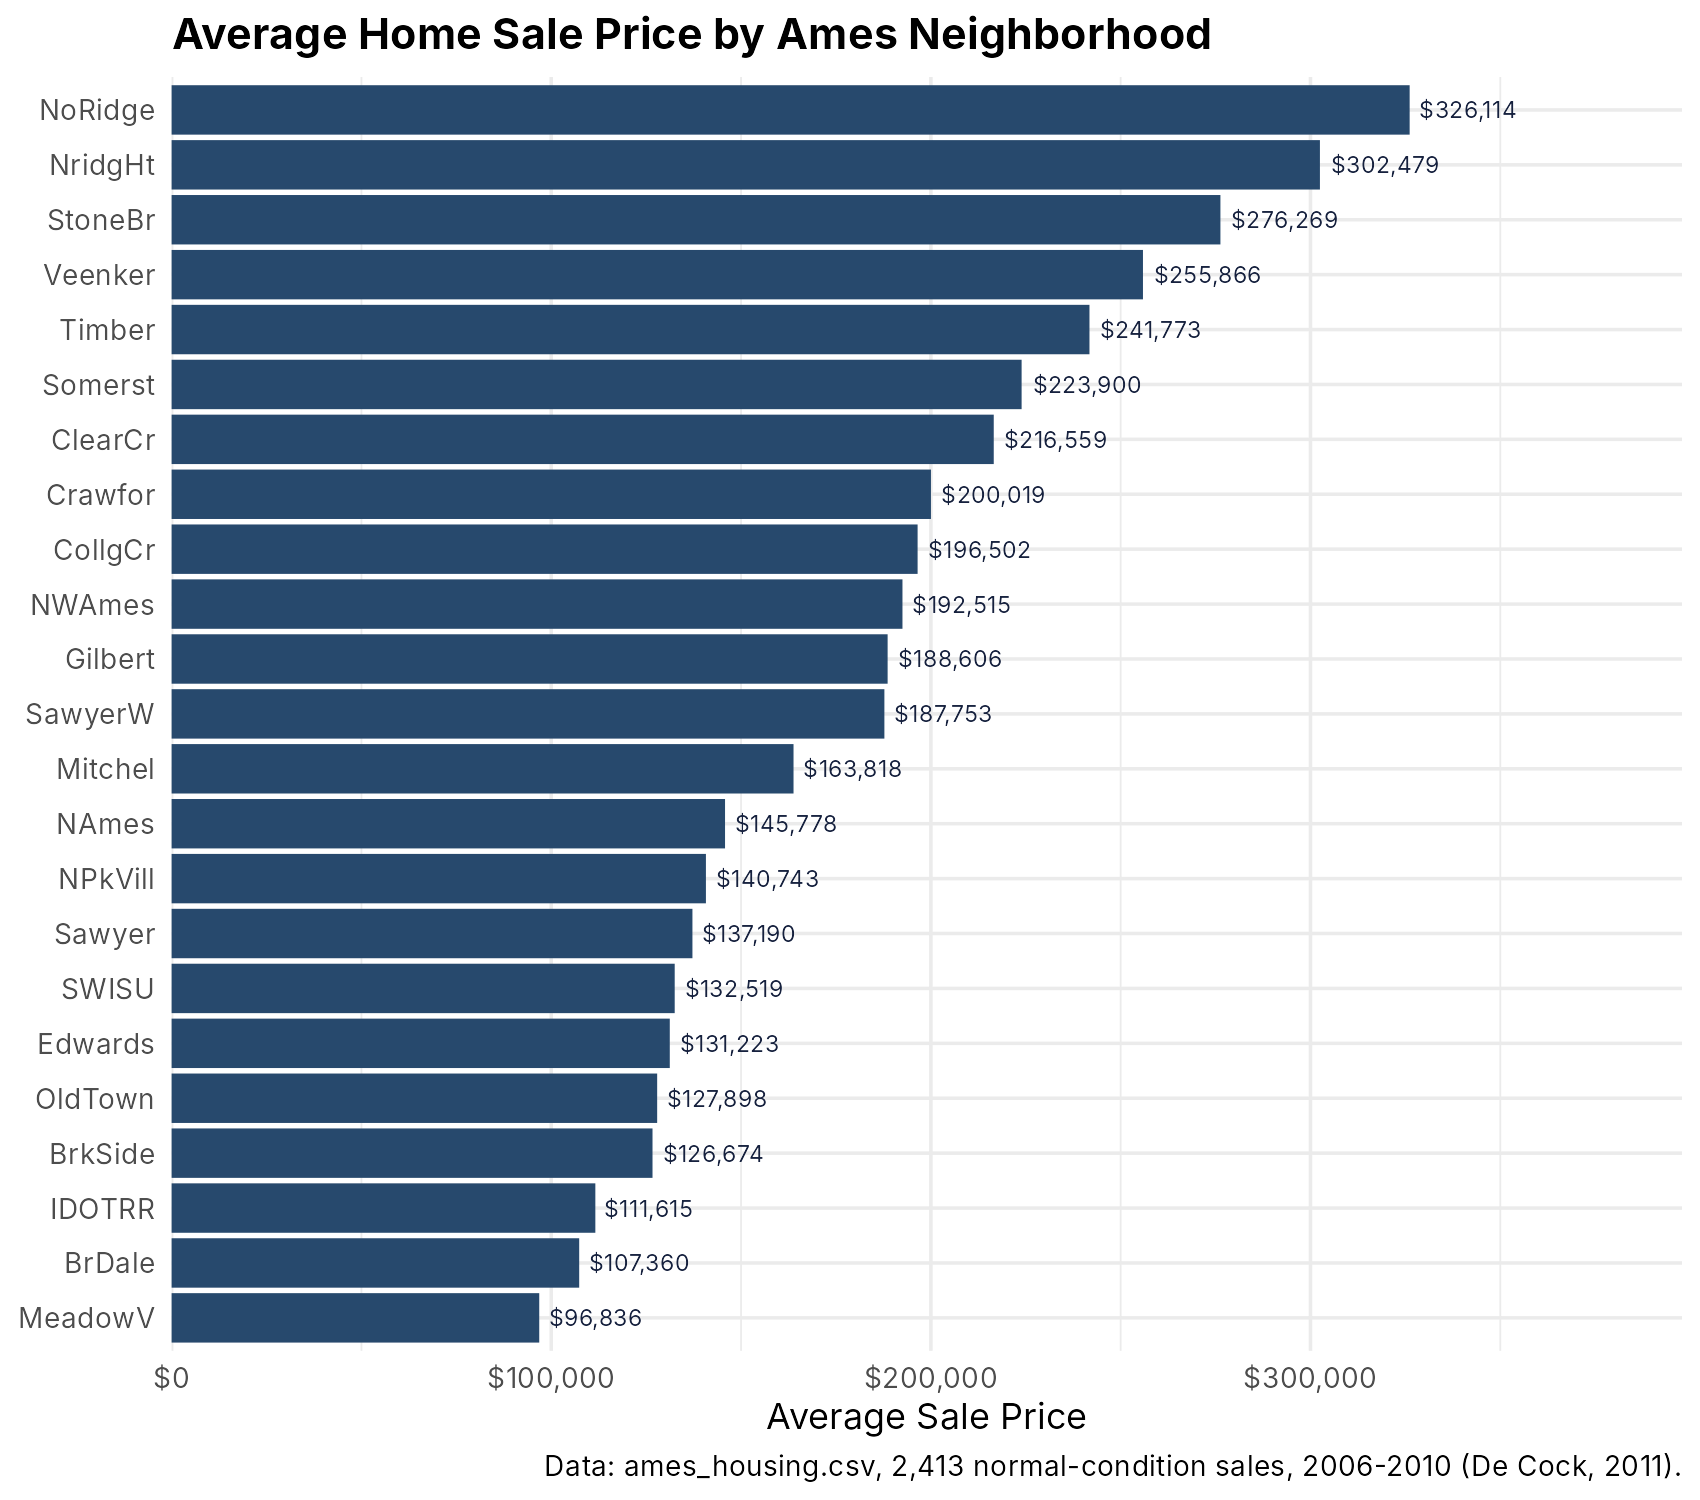 Average Home Sale Price by Ames Neighborhood
NoRidge $326,114
NridgHt $302,479
StoneBr $276,269
Veenker $255,866
Timber $241,773
Somerst $223,900
ClearCr $216,559
Crawfor $200,019
CollgCr $196,502
NWAmes $192,515
Gilbert $188,606
SawyerW $187,753
Mitchel $163,818
NAmes $145,778
NPkVill $140,743
Sawyer $137,190
SWISU $132,519
Edwards $131,223
OldTown $127,898
BrkSide $126,674
IDOTRR $111,615
BrDale $107,360
MeadowV $96,836
$0 $100,000 $200,000 $300,000
Average Sale Price
Data: ames_housing.csv, 2,413 normal-condition sales, 2006-2010 (De Cock, 2011).